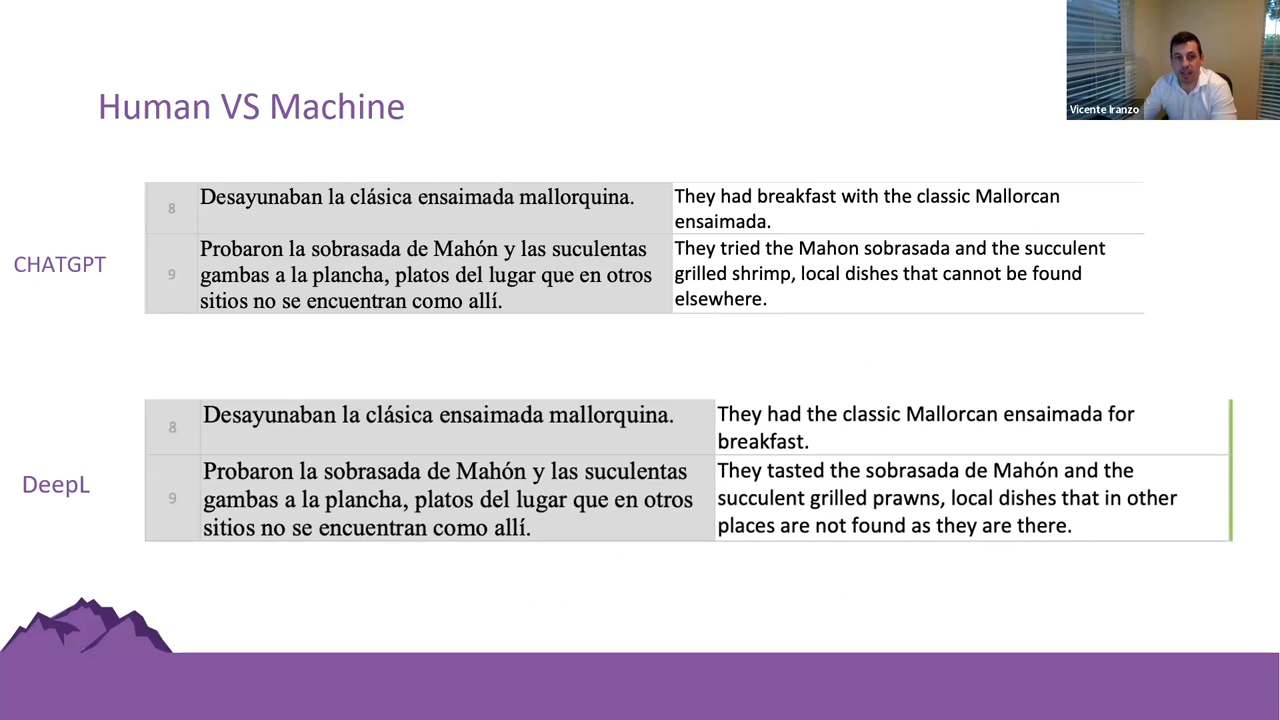 Vicente Iranzo
Human VS Machine
CHATGPT
8
Desayunaban la clásica ensaimada mallorquina.
They had breakfast with the classic Mallorcan
ensaimada.
9
Probaron la sobrasada de Mahón y las suculentas
gambas a la plancha, platos del lugar que en otros
sitios no se encuentran como allí.
They tried the Mahon sobrasada and the succulent
grilled shrimp, local dishes that cannot be found
elsewhere.
DeepL
8
Desayunaban la clásica ensaimada mallorquina.
They had the classic Mallorcan ensaimada for
breakfast.
9
Probaron la sobrasada de Mahón y las suculentas
gambas a la plancha, platos del lugar que en otros
sitios no se encuentran como allí.
They tasted the sobrasada de Mahón and the
succulent grilled prawns, local dishes that in other
places are not found as they are there.